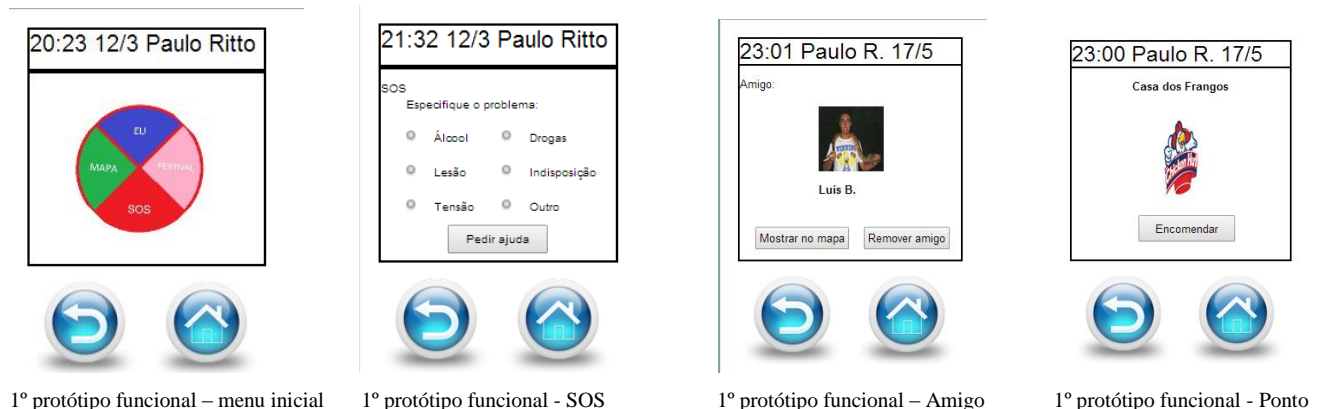 20:23 12/3 Paulo Ritto
EU
MAPA
FESTIVAL
SOS
1º protótipo funcional – menu inicial
21:32 12/3 Paulo Ritto
SOS
Especifique o problema:
Álcool
Drogas
Lesão
Indisposição
Tensão
Outro
Pedir ajuda
1º protótipo funcional - SOS
23:01 Paulo R. 17/5
Amigo:
Luís B.
Mostrar no mapa
Remover amigo
1º protótipo funcional – Amigo
23:00 Paulo R. 17/5
Casa dos Frangos
Encomendar
1º protótipo funcional - Ponto